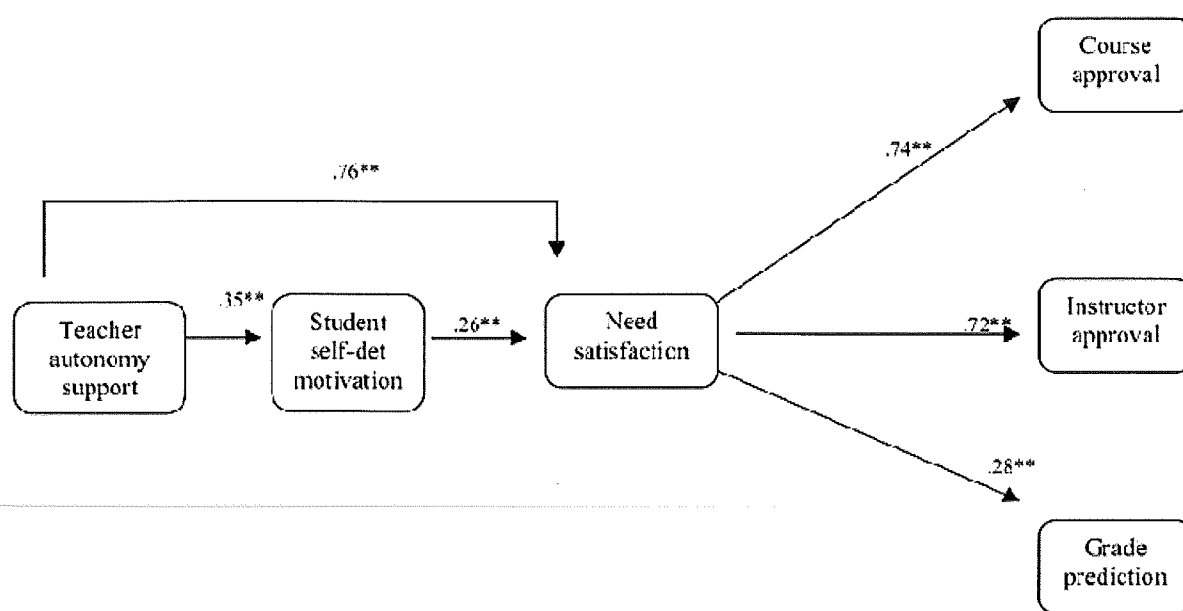 Course
approval
.74**
.76**
.35**
Teacher
autonomy
support
Student
self-det
motivation
.26**
Need
satisfaction
.72**
Instructor
approval
.28**
Grade
prediction